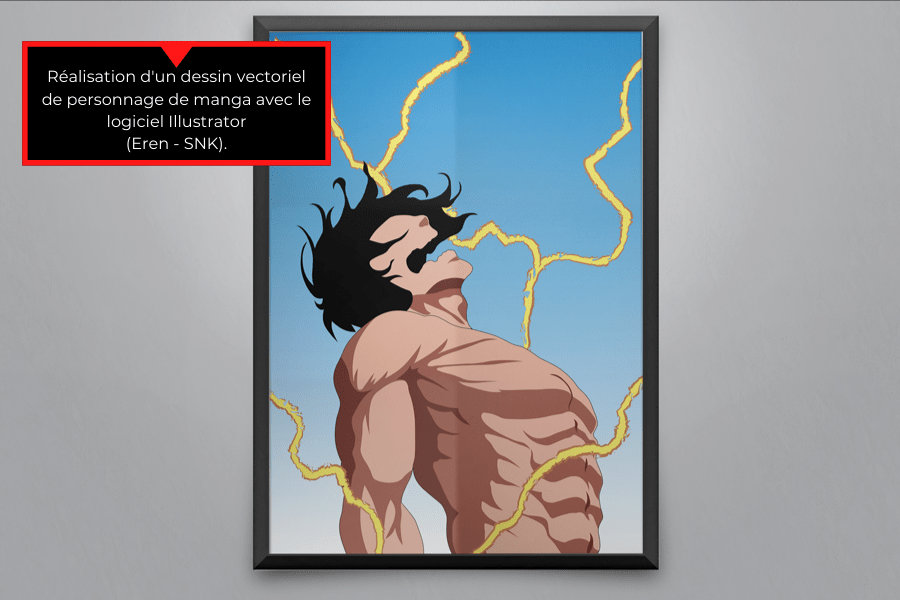 Réalisation d'un dessin vectoriel
de personnage de manga avec le
logiciel Illustrator
(Eren - SNK).